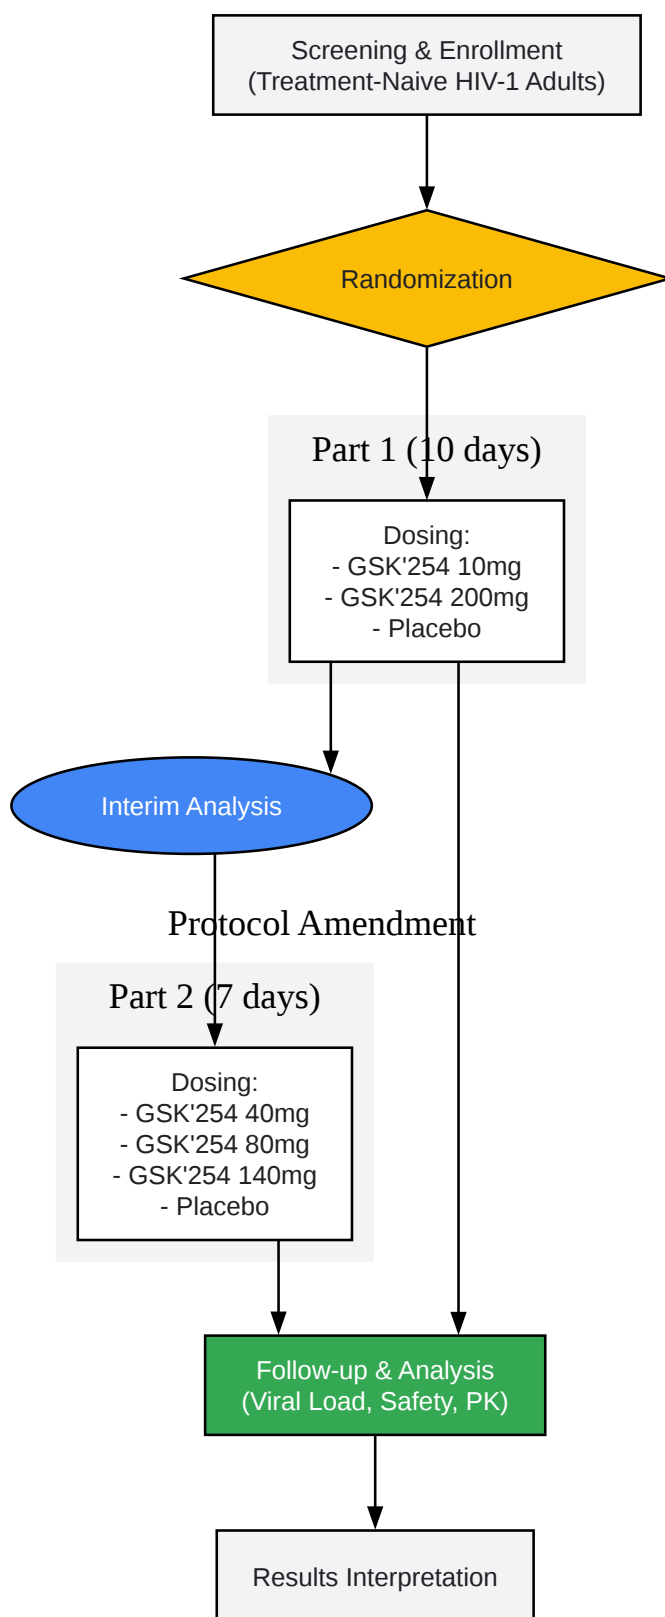 Screening & Enrollment
(Treatment-Naive HIV-1 Adults)
Randomization
Part 1 (10 days)
Dosing:
- GSK'254 10mg
- GSK'254 200mg
- Placebo
Interim Analysis
Protocol Amendment
Part 2 (7 days)
Dosing:
- GSK'254 40mg
- GSK'254 80mg
- GSK'254 140mg
- Placebo
Follow-up & Analysis
(Viral Load, Safety, PK)
Results Interpretation